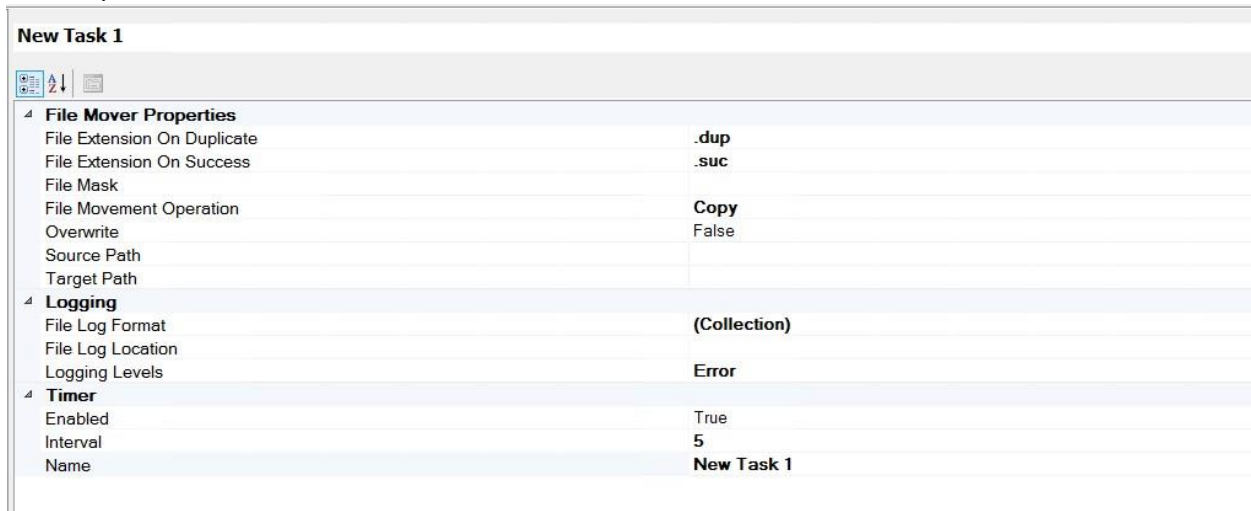 New Task 1
File Mover Properties
File Extension On Duplicate .dup
File Extension On Success .suc
File Mask
File Movement Operation Copy
Overwrite False
Source Path
Target Path
Logging
File Log Format (Collection)
File Log Location
Logging Levels Error
Timer
Enabled True
Interval 5
Name New Task 1